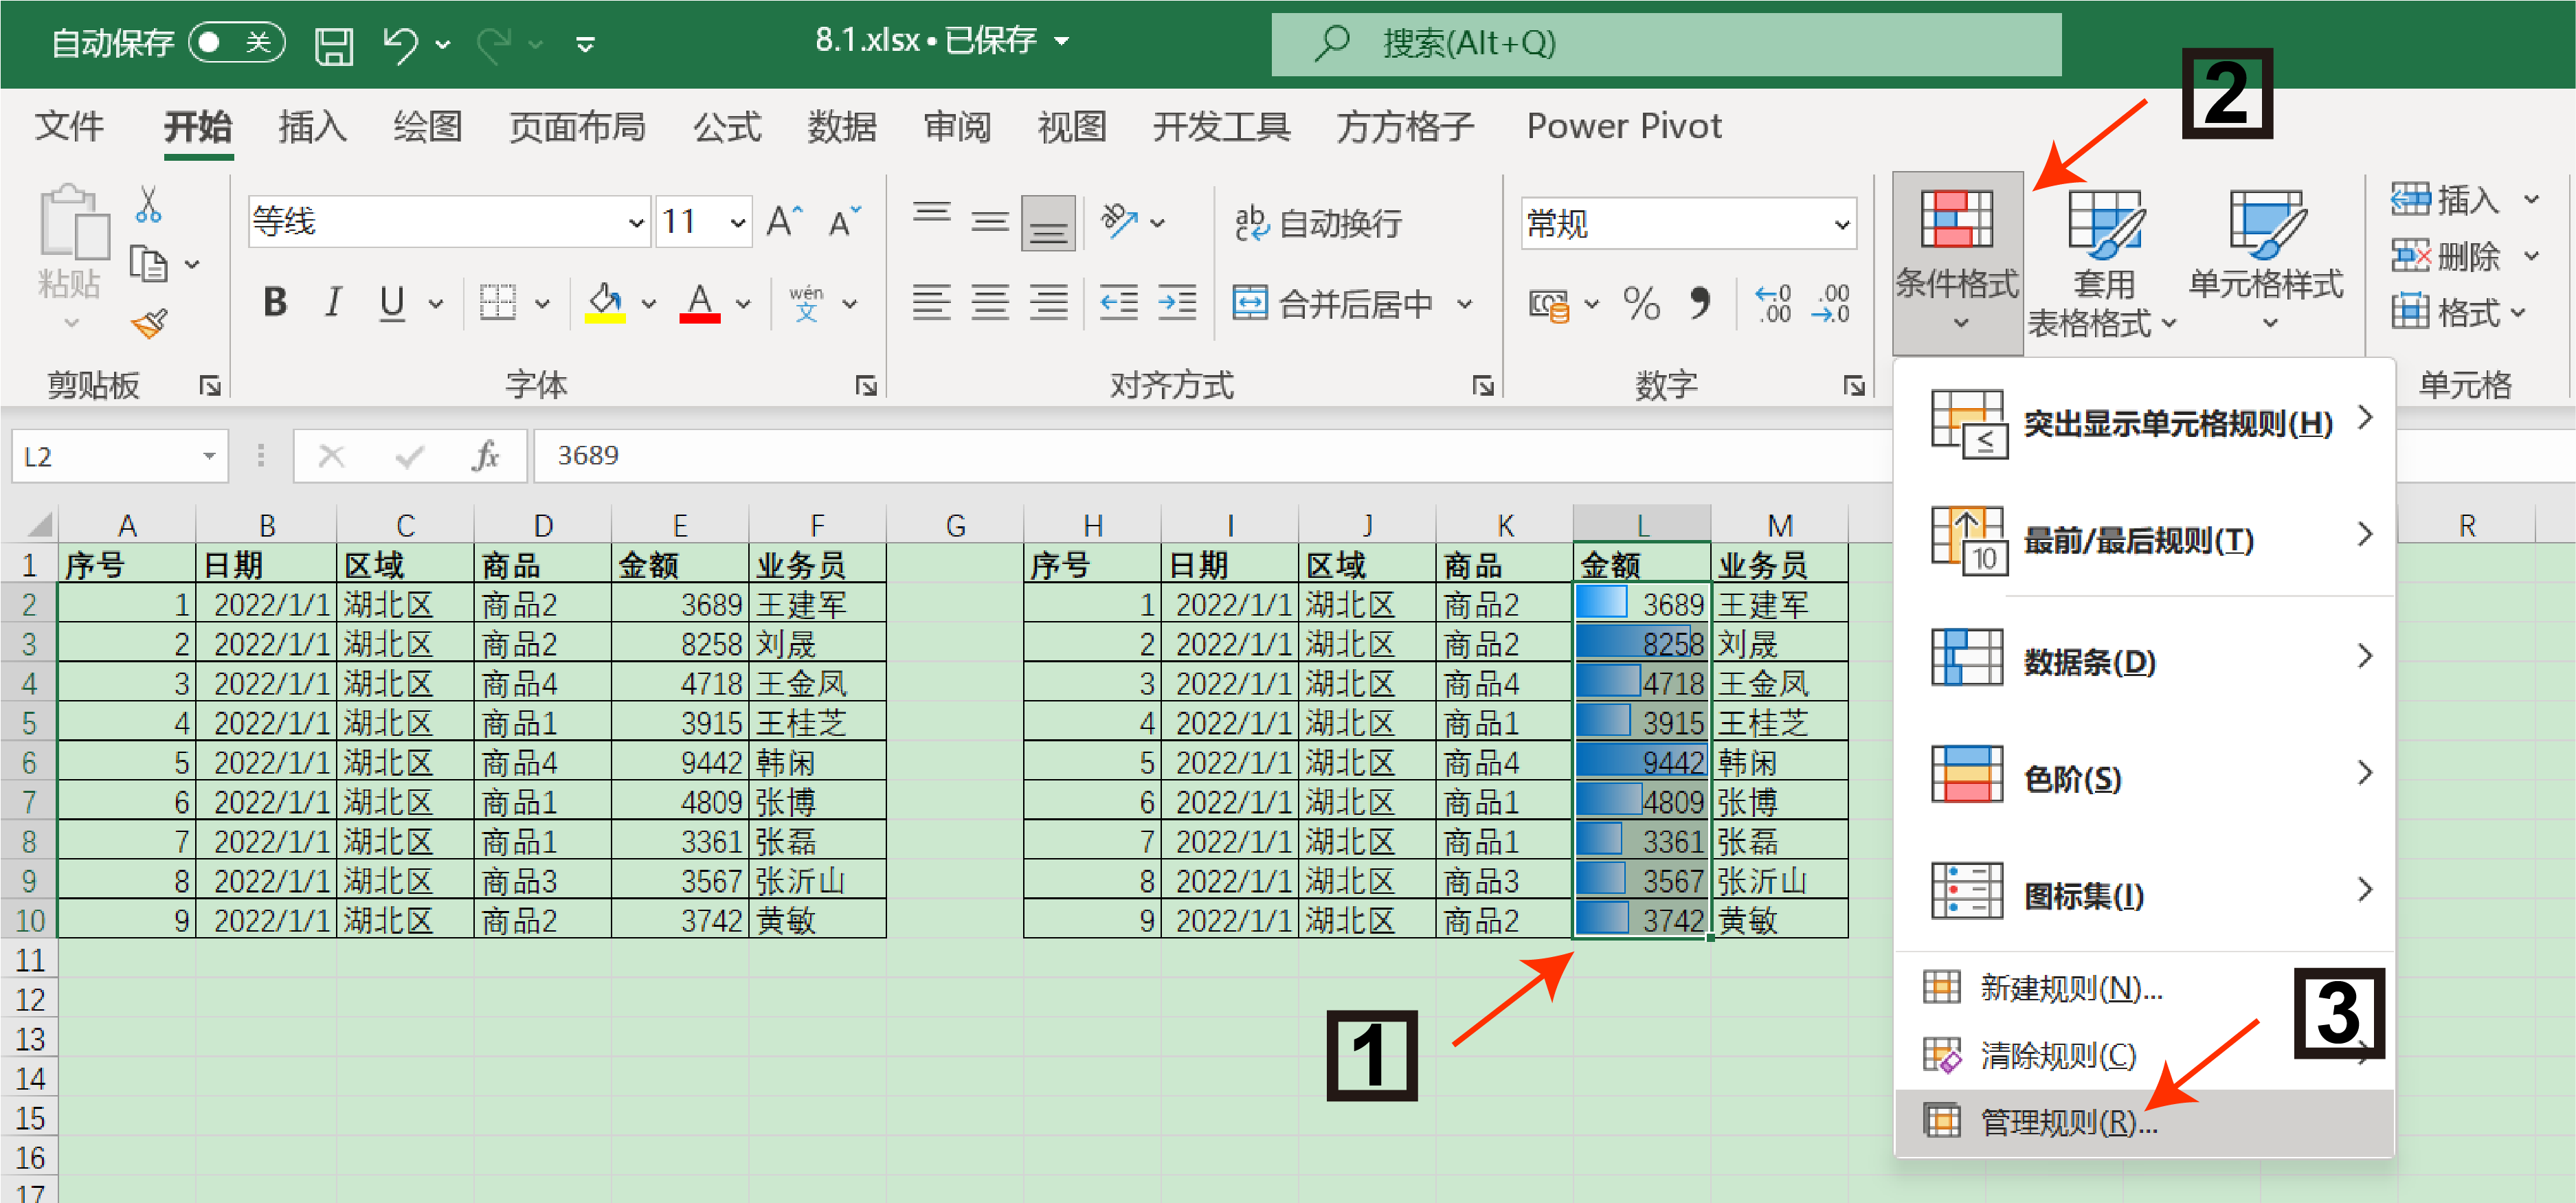 自动保存 关 8.1.xlsx • 已保存 搜索(Alt+Q)
2
文件 开始 插入 绘图 页面布局 公式 数据 审阅 视图 开发工具 方方格子 Power Pivot
粘贴 等线 11 A A ab 自动换行 常规 条件格式 套用 表格格式 单元格样式 插入
删除
B I U A wén 文 合并后居中 % .00 格式
剪贴板 字体 对齐方式 数字 单元格
L2 fx 3689
突出显示单元格规则(H)
最前/最后规则(T)
数据条(D)
色阶(S)
图标集(I)
新建规则(N)...
清除规则(C)
管理规则(R)...
A B C D E F G H I J K L M R
1 序号 日期 区域 商品 金额 业务员 序号 日期 区域 商品 金额 业务员
2 1 2022/1/1 湖北区 商品2 3689 王建军 1 2022/1/1 湖北区 商品2 3689 王建军
3 2 2022/1/1 湖北区 商品2 8258 刘晟 2 2022/1/1 湖北区 商品2 8258 刘晟
4 3 2022/1/1 湖北区 商品4 4718 王金凤 3 2022/1/1 湖北区 商品4 4718 王金凤
5 4 2022/1/1 湖北区 商品1 3915 王桂芝 4 2022/1/1 湖北区 商品1 3915 王桂芝
6 5 2022/1/1 湖北区 商品4 9442 韩闲 5 2022/1/1 湖北区 商品4 9442 韩闲
7 6 2022/1/1 湖北区 商品1 4809 张博 6 2022/1/1 湖北区 商品1 4809 张博
8 7 2022/1/1 湖北区 商品1 3361 张磊 7 2022/1/1 湖北区 商品1 3361 张磊
9 8 2022/1/1 湖北区 商品3 3567 张沂山 8 2022/1/1 湖北区 商品3 3567 张沂山
10 9 2022/1/1 湖北区 商品2 3742 黄敏 9 2022/1/1 湖北区 商品2 3742 黄敏
11
12
13
14
15
16
17
1
3